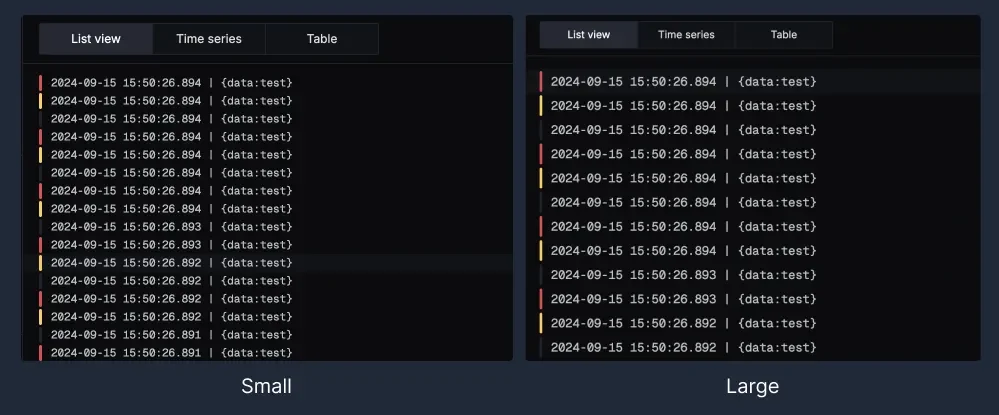 List view Time series Table
2024-09-15 15:50:26.894 | {data:test}
2024-09-15 15:50:26.894 | {data:test}
2024-09-15 15:50:26.894 | {data:test}
2024-09-15 15:50:26.894 | {data:test}
2024-09-15 15:50:26.894 | {data:test}
2024-09-15 15:50:26.894 | {data:test}
2024-09-15 15:50:26.894 | {data:test}
2024-09-15 15:50:26.894 | {data:test}
2024-09-15 15:50:26.893 | {data:test}
2024-09-15 15:50:26.893 | {data:test}
2024-09-15 15:50:26.892 | {data:test}
2024-09-15 15:50:26.892 | {data:test}
2024-09-15 15:50:26.892 | {data:test}
2024-09-15 15:50:26.892 | {data:test}
2024-09-15 15:50:26.891 | {data:test}
2024-09-15 15:50:26.891 | {data:test}
Small
List view Time series Table
2024-09-15 15:50:26.894 | {data:test}
2024-09-15 15:50:26.894 | {data:test}
2024-09-15 15:50:26.894 | {data:test}
2024-09-15 15:50:26.894 | {data:test}
2024-09-15 15:50:26.894 | {data:test}
2024-09-15 15:50:26.894 | {data:test}
2024-09-15 15:50:26.894 | {data:test}
2024-09-15 15:50:26.894 | {data:test}
2024-09-15 15:50:26.893 | {data:test}
2024-09-15 15:50:26.893 | {data:test}
2024-09-15 15:50:26.892 | {data:test}
2024-09-15 15:50:26.892 | {data:test}
Large